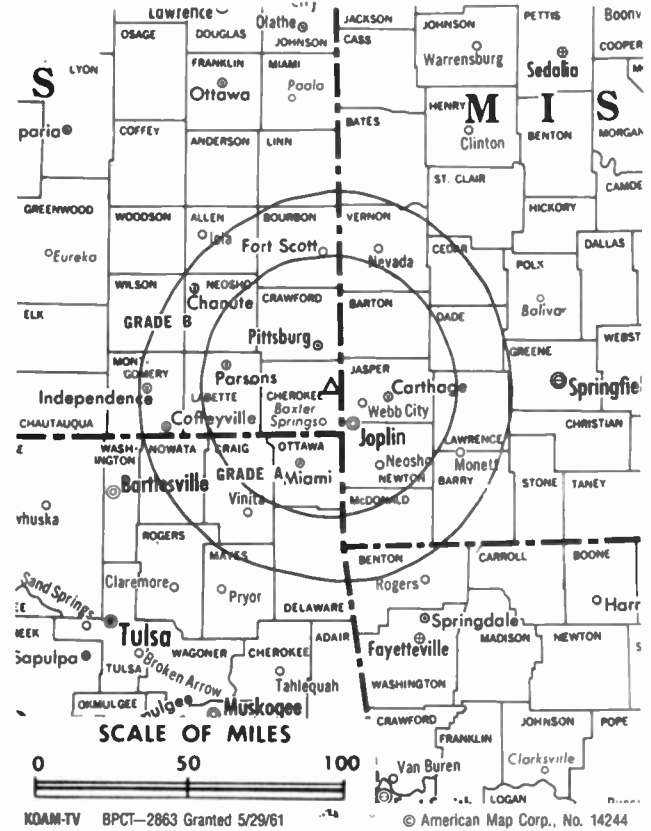 Lawrence
Olathe
JACKSON
JOHNSON
PETTIS
Boonv
OSAGE
DOUGLAS
JOHNSON
CASS
COOPER
S
LYON
FRANKLIN
MIAMI
Warrensburg
Sedalia
Ottawa
Paola
HENRY
M I S
paria
COFFEY
BATES
Clinton
BENTON
MORGAN
ANDERSON
LINN
ST. CLAIR
CAMDE
GREENWOOD
WOODSON
ALLEN
BOURBON
VERNON
HICKORY
Iola
Fort Scott
CEDAR
DALLAS
Eureka
Nevada
POLK
WILSON
NEOSHO
Chanute
CRAWFORD
BARTON
Bolivar
ELK
GRADE B
DADE
Pittsburg
WEBST
MONT-
GOMERY
JASPER
GREENE
Parsons
Independence
LABETTE
CHEROKEE
Carthage
Springfie
Baxter
Springs
Webb City
CHAUTAUQUA
Coffeyville
Joplin
CHRISTIAN
E
WASH-
INGTON
NOWATA
CRAIG
OTTAWA
LAWRENCE
GRADE A
Miami
Neosho
Monett
NEWTON
BARRY
STONE
TANEY
Bartlesville
Vinita
McDONALD
whuska
ROGERS
MAYES
BENTON
CARROLL
BOONE
Sand Springs
Claremore
Pryor
Rogers
DELAWARE
Harr
EE
NEEK
Tulsa
Springdale
ADAIR
Fayetteville
MADISON
NEWTON
Sapulpa
WAGONER
CHEROKEE
TULSA
Broken Arrow
Tahlequah
WASHINGTON
OKMULGEE
mulgee
Muskogee
CRAWFORD
JOHNSON
POPE
SCALE OF MILES
FRANKLIN
Clarksville
0 50 100
Van Buren
LOGAN
KOAM-TV BPCT—2863 Granted 5/29/61
© American Map Corp., No. 14244